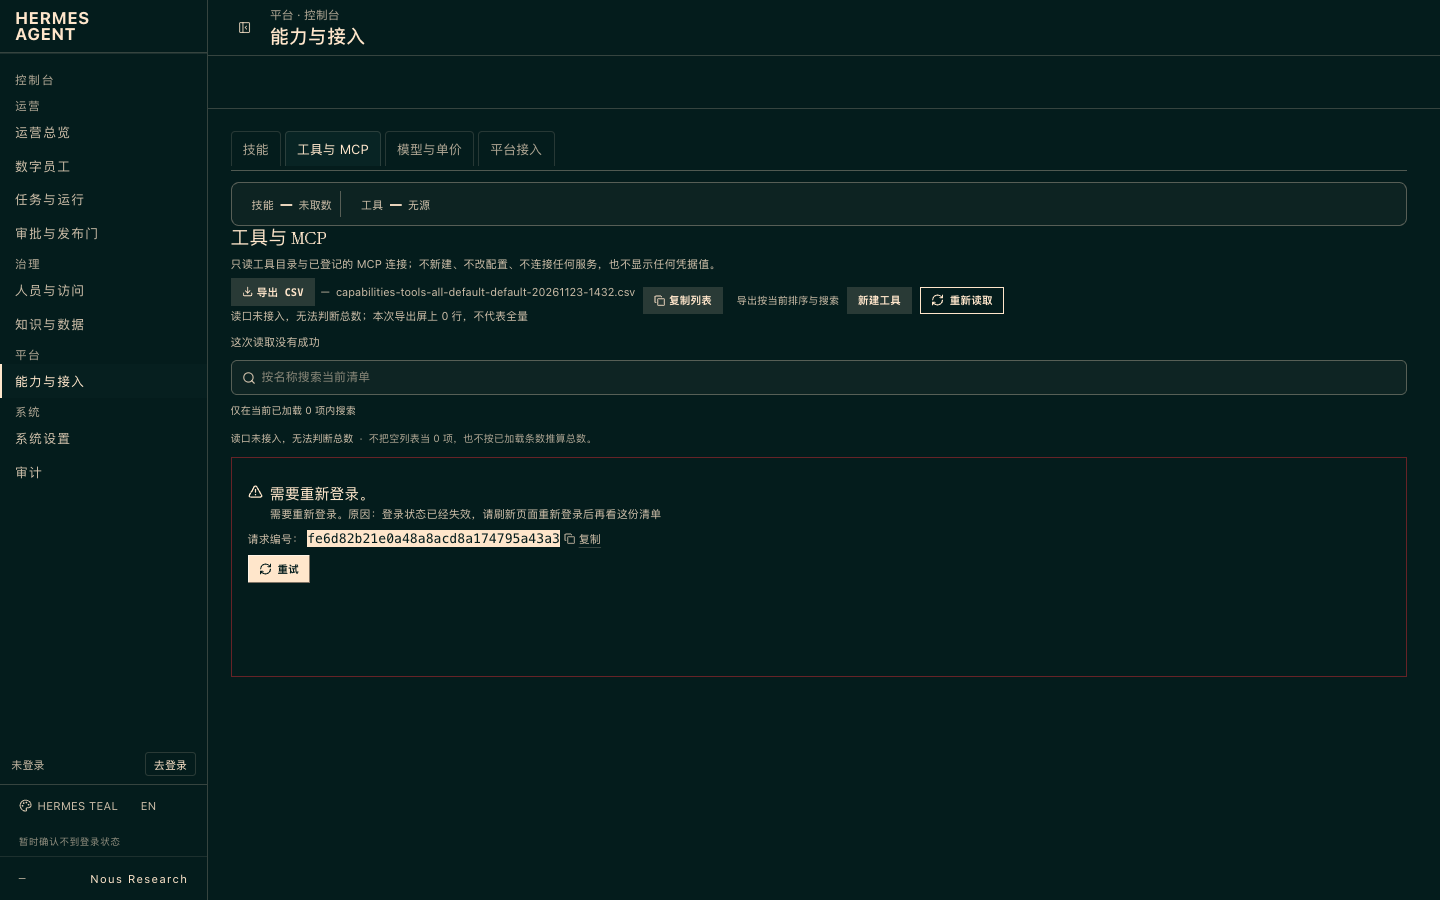 HERMES
AGENT
控制台
运营
运营总览
数字员工
任务与运行
审批与发布门
治理
人员与访问
知识与数据
平台
能力与接入
系统
系统设置
审计
未登录
去登录
HERMES TEAL EN
暂时确认不到登录状态
— Nous Research
平台 · 控制台
能力与接入
技能 工具与 MCP 模型与单价 平台接入
技能 — 未取数 工具 — 无源
工具与 MCP
只读工具目录与已登记的 MCP 连接；不新建、不改配置、不连接任何服务，也不显示任何凭据值。
导出 CSV — capabilities-tools-all-default-default-20261123-1432.csv 复制列表 导出按当前排序与搜索 新建工具 重新读取
读口未接入，无法判断总数；本次导出屏上 0 行，不代表全量
这次读取没有成功
按名称搜索当前清单
仅在当前已加载 0 项内搜索
读口未接入，无法判断总数 · 不把空列表当 0 项，也不按已加载条数推算总数。
需要重新登录。
需要重新登录。原因：登录状态已经失效，请刷新页面重新登录后再看这份清单
请求编号： fe6d82b21e0a48a8acd8a174795a43a3 复制
重试